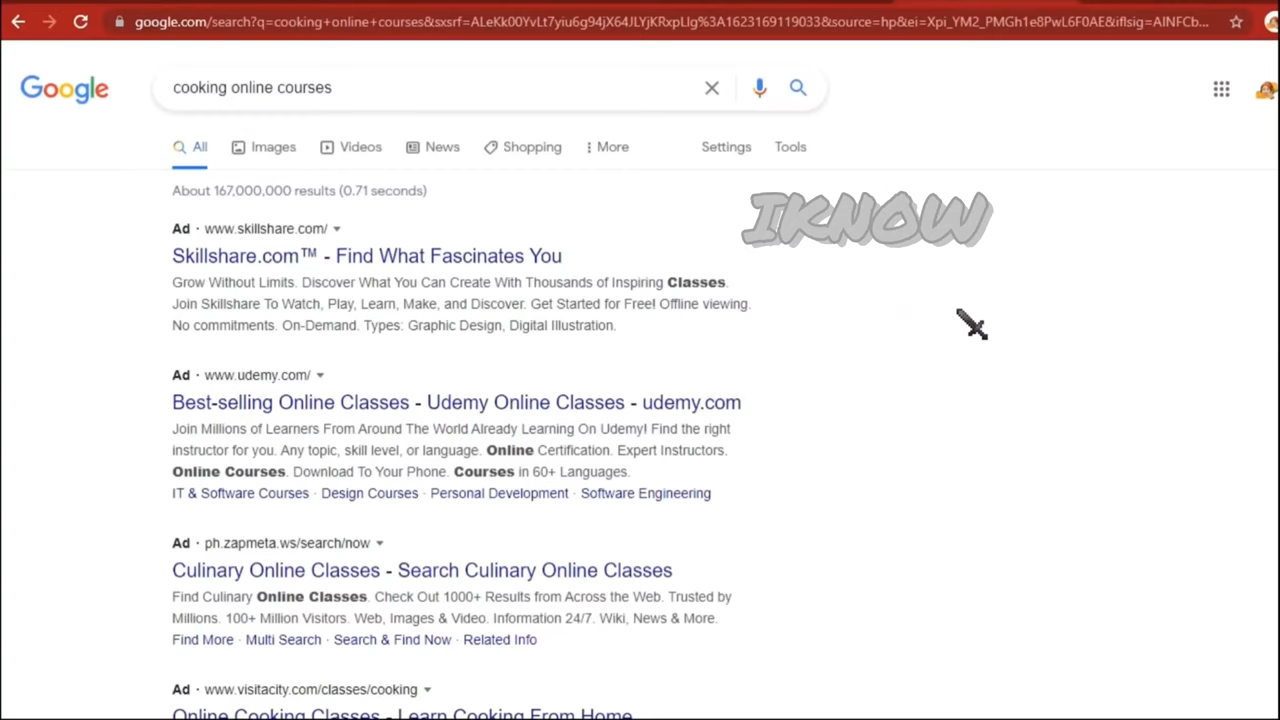 google.com/search?q=cooking+online+courses&sxsrf=ALeKk00YvLt7yiu6g94jX64JLYjKRxpLlg%3A1623169119033&source=hp&ei=Xpi_YM2_PMGh1e8PwL6F0AE&iflsig=AINFCb...
Google
cooking online courses
All Images Videos News Shopping More Settings Tools
About 167,000,000 results (0.71 seconds)
IKNOW
Ad · www.skillshare.com/
Skillshare.com™ - Find What Fascinates You
Grow Without Limits. Discover What You Can Create With Thousands of Inspiring Classes.
Join Skillshare To Watch, Play, Learn, Make, and Discover. Get Started for Free! Offline viewing.
No commitments. On-Demand. Types: Graphic Design, Digital Illustration.
Ad · www.udemy.com/
Best-selling Online Classes - Udemy Online Classes - udemy.com
Join Millions of Learners From Around The World Already Learning On Udemy! Find the right
instructor for you. Any topic, skill level, or language. Online Certification. Expert Instructors.
Online Courses. Download To Your Phone. Courses in 60+ Languages.
IT & Software Courses · Design Courses · Personal Development · Software Engineering
Ad · ph.zapmeta.ws/search/now
Culinary Online Classes - Search Culinary Online Classes
Find Culinary Online Classes. Check Out 1000+ Results from Across the Web. Trusted by
Millions. 100+ Million Visitors. Web, Images & Video. Information 24/7. Wiki, News & More.
Find More · Multi Search · Search & Find Now · Related Info
Ad · www.visitacity.com/classes/cooking
Online Cooking Classes - Learn Cooking From Home